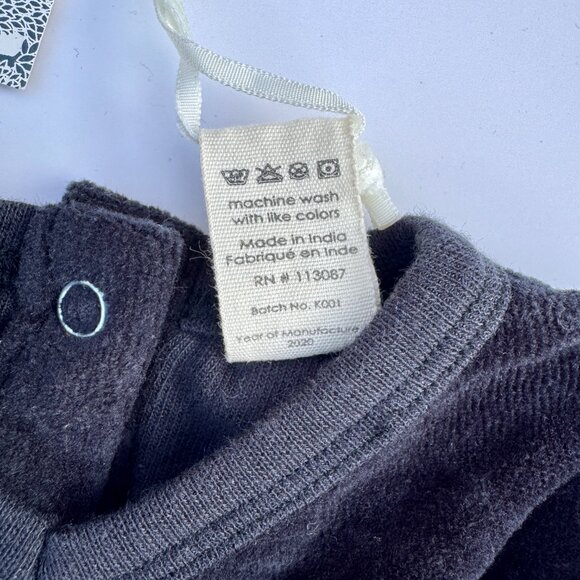 machine wash
with like colors
Made in India
Fabriqué en Inde
RN # 113087
Batch No. K001
Year of Manufacture
2020